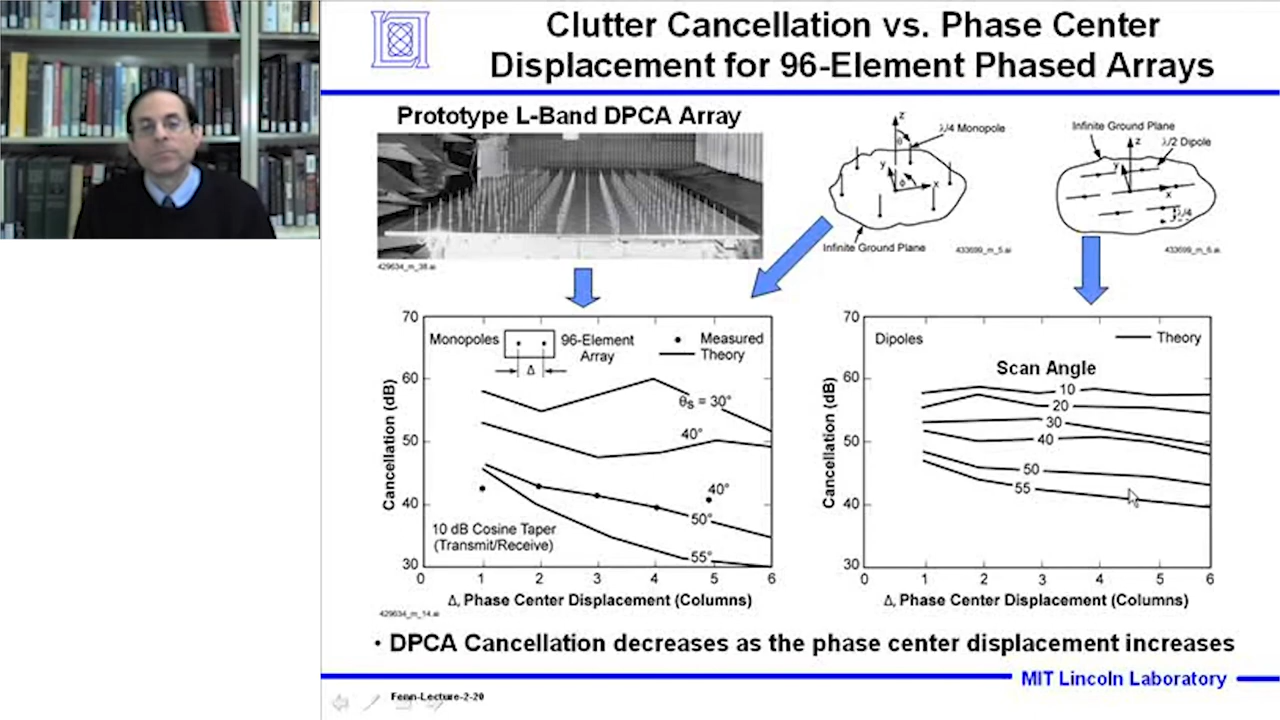 Clutter Cancellation vs. Phase Center
Displacement for 96-Element Phased Arrays
Prototype L-Band DPCA Array
429634_m_38.ai
z
θ
λ/4 Monopole
y
ϕ
x
Infinite Ground Plane
433699_m_5.ai
Infinite Ground Plane
z
λ/2 Dipole
y
x
λ/4
433699_m_6.ai
70
60
50
40
30
Cancellation (dB)
Monopoles
96-Element
Array
Δ
Measured
Theory
θs = 30°
40°
40°
50°
55°
10 dB Cosine Taper
(Transmit/Receive)
0 1 2 3 4 5 6
Δ, Phase Center Displacement (Columns)
429634_m_14.ai
70
60
50
40
30
Cancellation (dB)
Dipoles
Theory
Scan Angle
10
20
30
40
50
55
0 1 2 3 4 5 6
Δ, Phase Center Displacement (Columns)
• DPCA Cancellation decreases as the phase center displacement increases
MIT Lincoln Laboratory
Fenn-Lecture-2-20